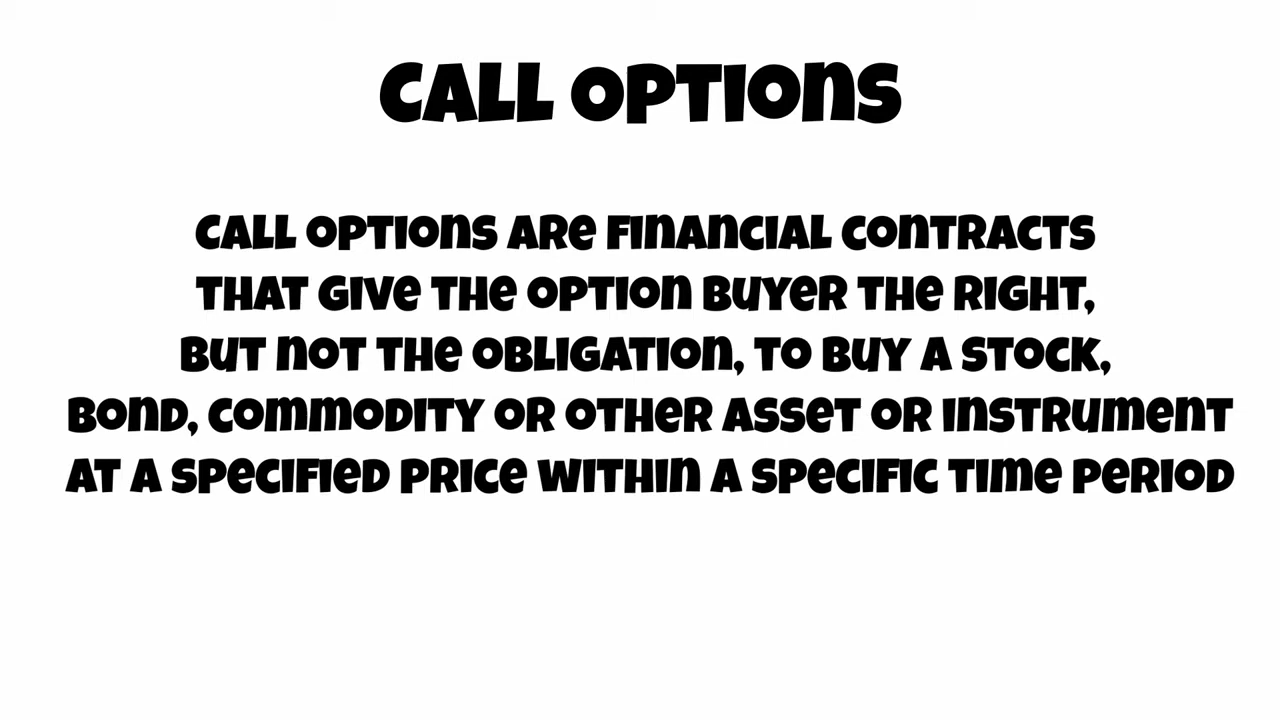 CALL OPTIONS
CALL OPTIONS ARE FINANCIAL CONTRACTS
THAT GIVE THE OPTION BUYER THE RIGHT,
BUT NOT THE OBLIGATION, TO BUY A STOCK,
BOND, COMMODITY OR OTHER ASSET OR INSTRUMENT
AT A SPECIFIED PRICE WITHIN A SPECIFIC TIME PERIOD